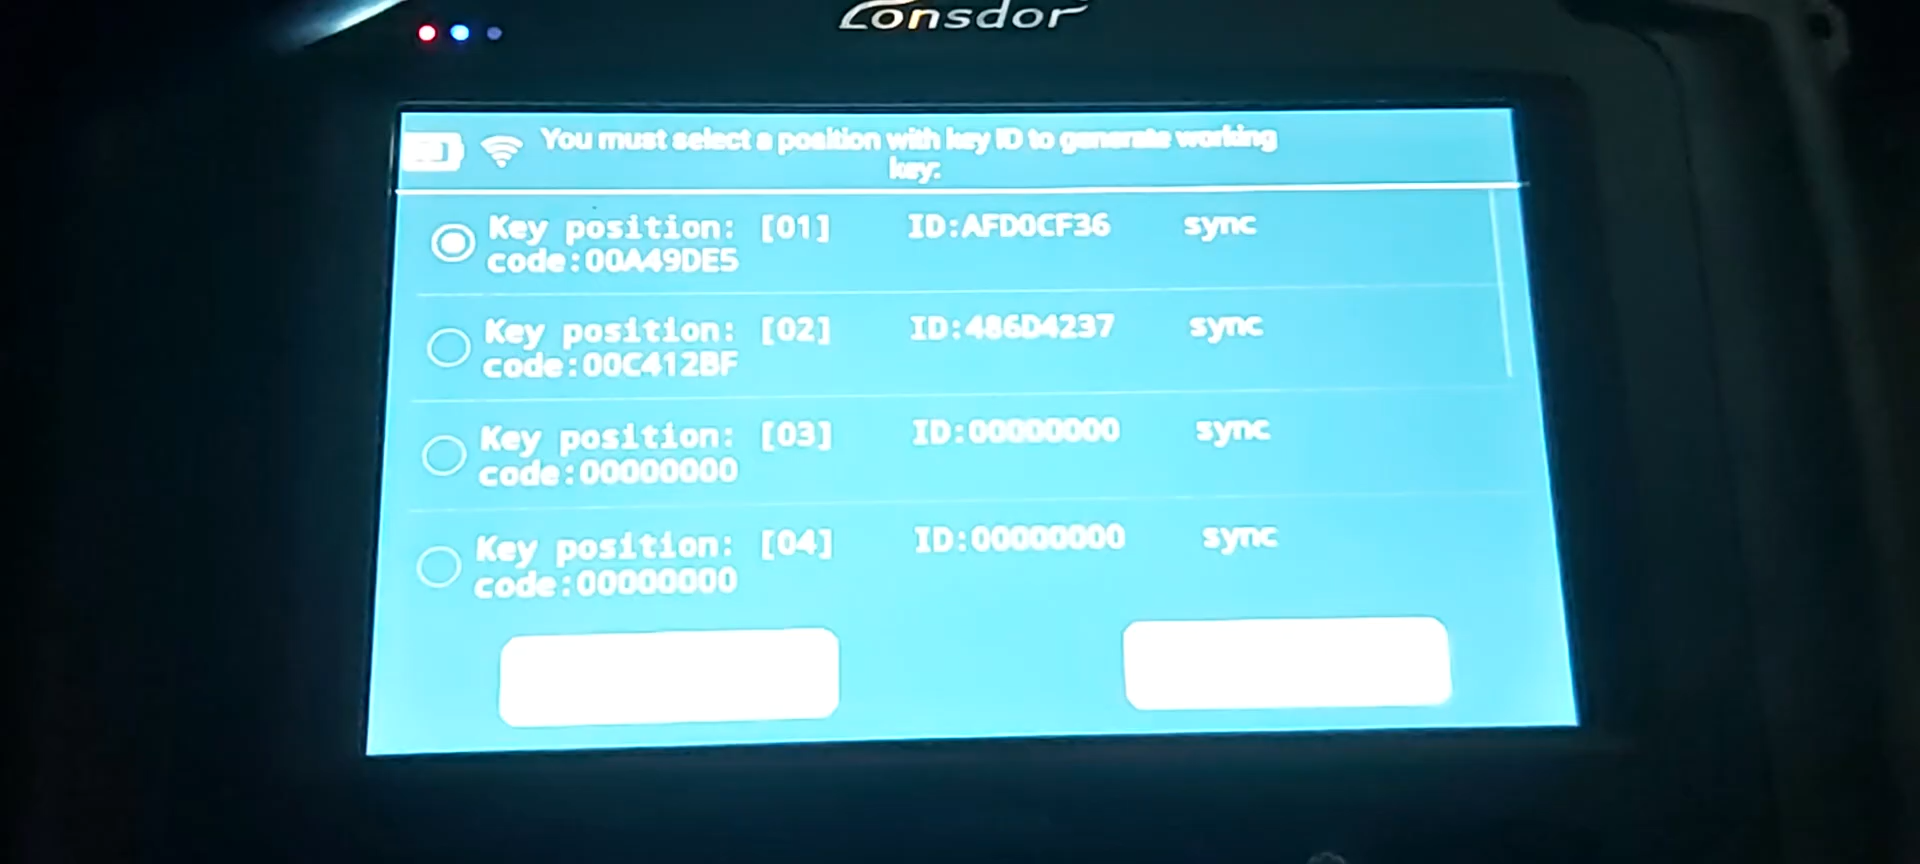 Lonsdor
You must select a position with key ID to generate working
key:
Key position: [01] ID:AFD0CF36 sync
code:00A49DE5
Key position: [02] ID:486D4237 sync
code:00C412BF
Key position: [03] ID:00000000 sync
code:00000000
Key position: [04] ID:00000000 sync
code:00000000